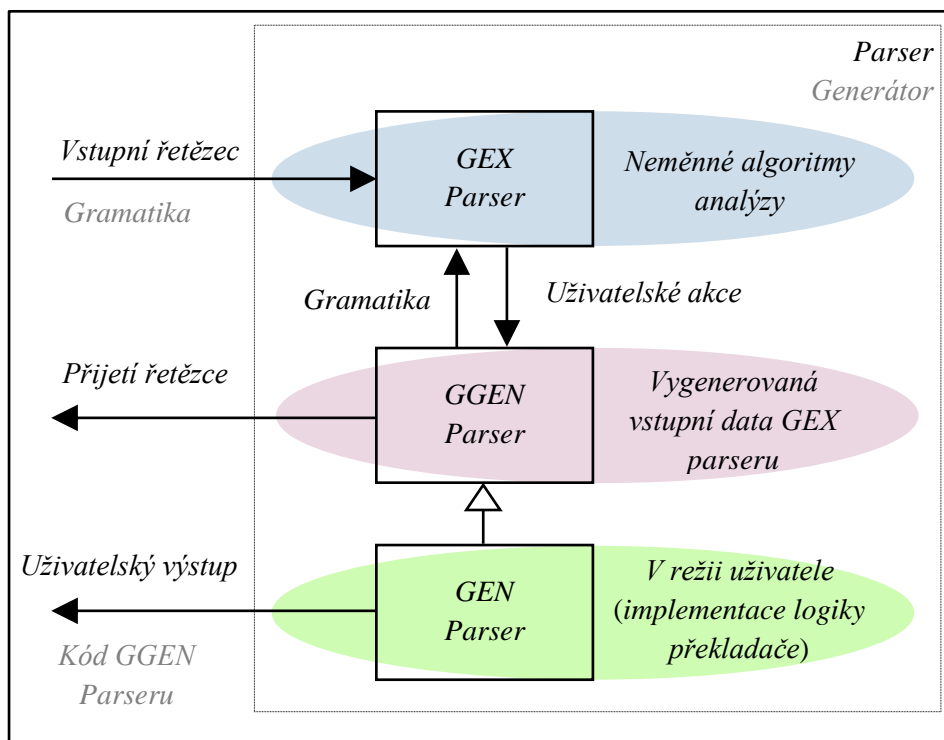 Parser
Generátor
Vstupní řetězec
Gramatika
GEX
Parser
Neměnné algoritmy
analýzy
Gramatika
Uživatelské akce
Přijetí řetězce
GGEN
Parser
Vygenerovaná
vstupní data GEX
parseru
Uživatelský výstup
Kód GGEN
Parseru
GEN
Parser
V režii uživatele
(implementace logiky
překladače)